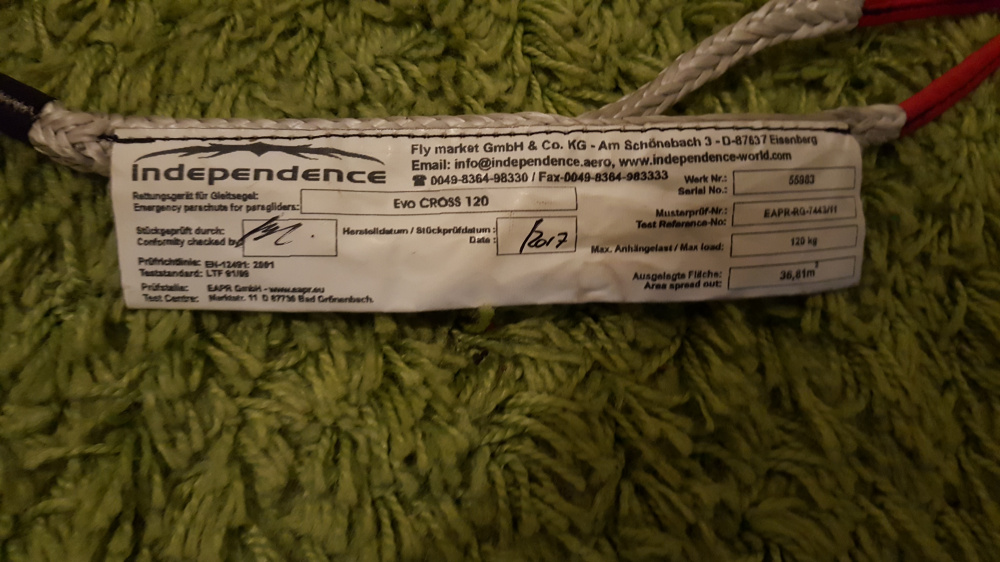 Independence
Fly market GmbH & Co. KG - Am Schönebach 3 - D-87637 Eisenberg
Email: info@independence.aero, www.independence-world.com
☎ 0049-8364-98330 / Fax-0049-8364-983333
Rettungsgerät für Gleitsegel:
Emergency parachute for paragliders:
Evo CROSS 120
Stückgeprüft durch:
Conformity checked by
Herstelldatum / Stückprüfdatum :
Date :
2017
Prüfrichtlinie: EN-12491: 2001
Teststandard: LTF 91/09
Prüfstelle: EAPR GmbH - www.eapr.eu
Test Centre: Marktstr. 11 D 87730 Bad Grönenbach
Werk Nr.:
Serial No.:
55983
Musterprüf-Nr.:
Test Reference-No:
EAPR-RG-7443/11
Max. Anhängelast / Max load:
120 kg
Ausgelegte Fläche:
Area spread out:
36,81m²